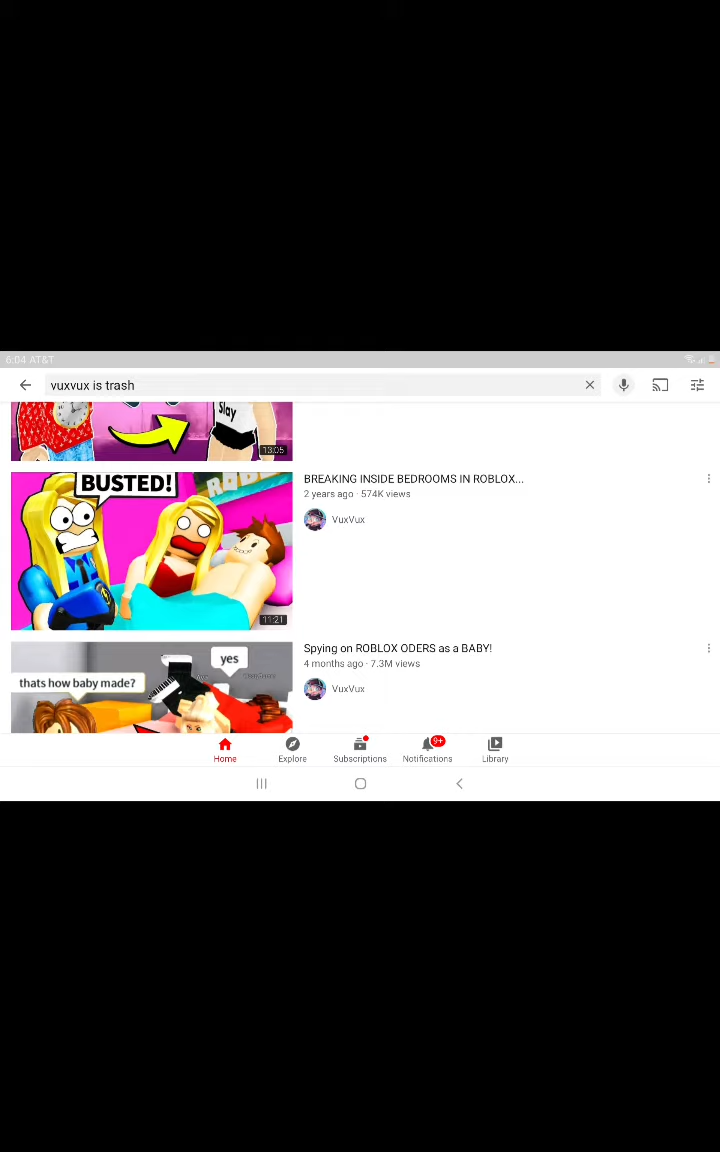 6:04 AT&T
vuxvux is trash
Slay
13:05
BUSTED!
11:21
BREAKING INSIDE BEDROOMS IN ROBLOX...
2 years ago · 574K views
VuxVux
yes
thats how baby made?
Spying on ROBLOX ODERS as a BABY!
4 months ago · 7.3M views
VuxVux
9+
Home
Explore
Subscriptions
Notifications
Library